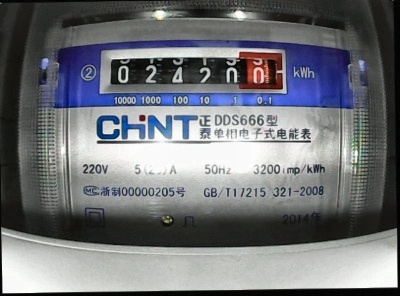 ② 024200 kWh
10000 1000 100 10 1 0.1
CHNT 正泰 DDS666型
单相电子式电能表
220V 5(20)A 50Hz 3200imp/kWh
MC 浙制00000205号 GB/T17215 321-2008
2014年